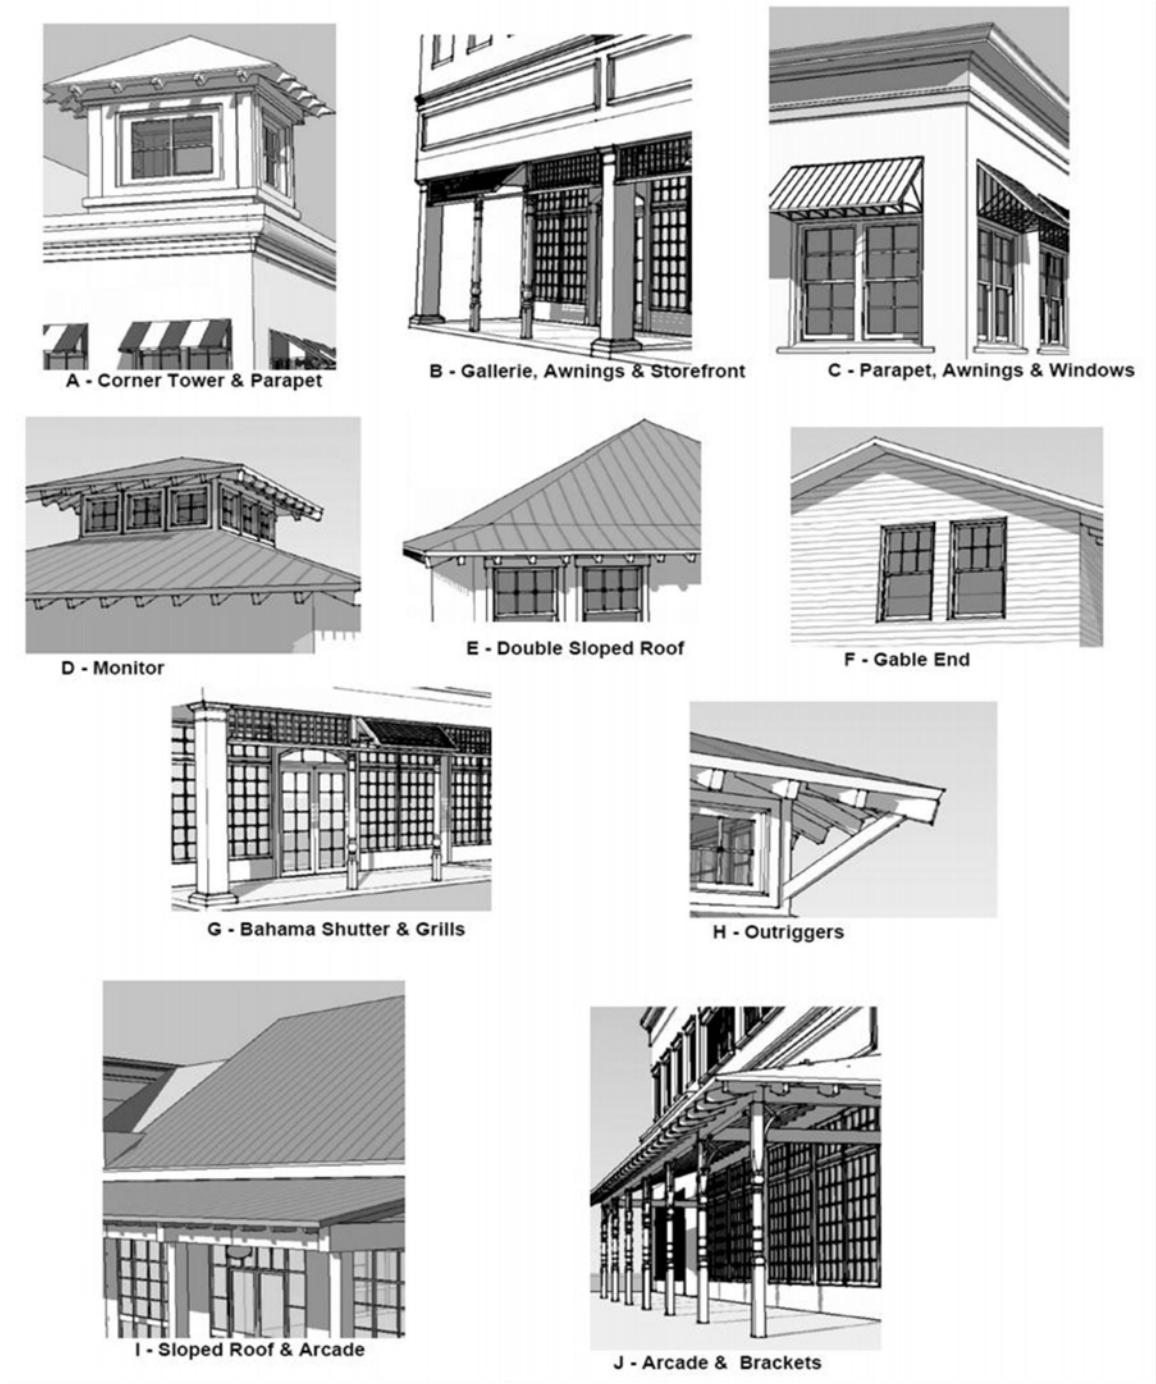 A - Corner Tower & Parapet
B - Gallerie, Awnings & Storefront
C - Parapet, Awnings & Windows
D - Monitor
E - Double Sloped Roof
F - Gable End
G - Bahama Shutter & Grills
H - Outriggers
I - Sloped Roof & Arcade
J - Arcade & Brackets